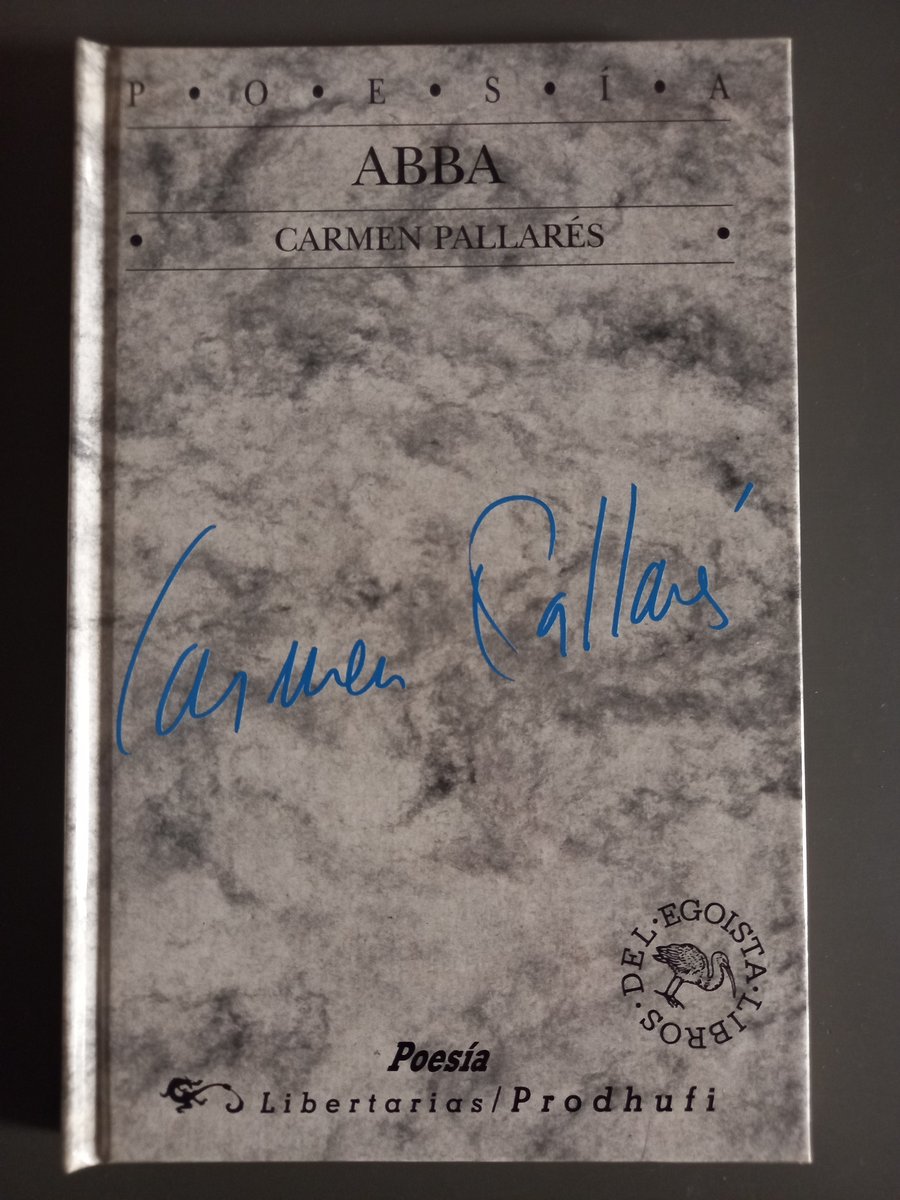 P • O • E • S • Í • A
ABBA
• CARMEN PALLARÉS •
Carmen Pallarés
LIBROS · DEL · EGOISTA ·
Poesía
Libertarias/Prodhufi